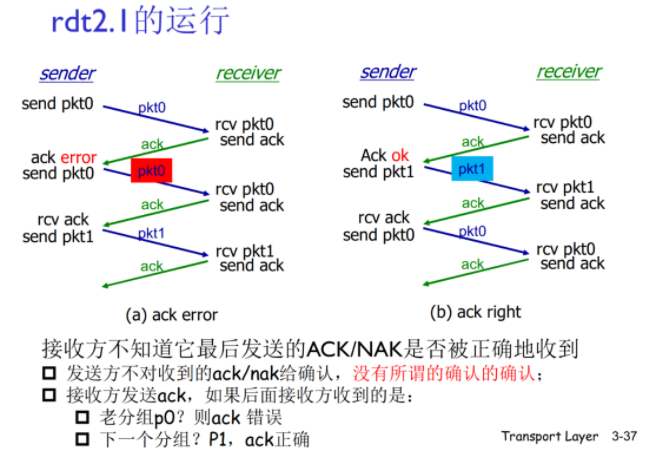 rdt2.1的运行
sender receiver
send pkt0
pkt0
rcv pkt0
send ack
ack
ack error
send pkt0
pkt0
rcv pkt0
send ack
ack
rcv ack
send pkt1
pkt1
rcv pkt1
send ack
ack
(a) ack error
sender receiver
send pkt0
pkt0
rcv pkt0
send ack
ack
Ack ok
send pkt1
pkt1
rcv pkt1
send ack
ack
rcv ack
send pkt0
pkt0
rcv pkt0
send ack
ack
(b) ack right
接收方不知道它最后发送的ACK/NAK是否被正确地收到
发送方不对收到的ack/nak给确认，没有所谓的确认的确认；
接收方发送ack，如果后面接收方收到的是：
老分组p0？则ack 错误
下一个分组？P1，ack正确
Transport Layer 3-37